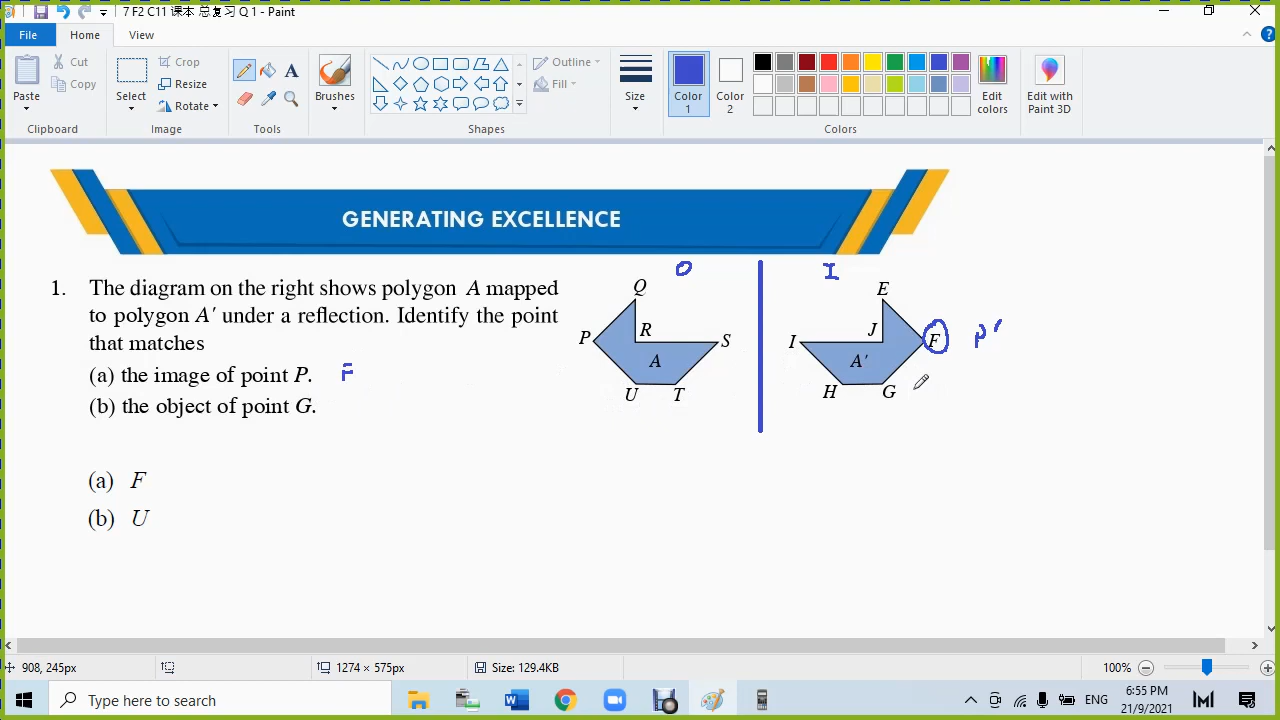 7 F2 C11 课本 总复习 Q 1 - Paint
File Home View
Paste Cut Copy Clipboard
Select Crop Resize Rotate Image
Tools
Brushes
Outline Fill Shapes
Size
Color 1 Color 2 Edit colors Colors
Edit with Paint 3D
GENERATING EXCELLENCE
1. The diagram on the right shows polygon A mapped
to polygon A' under a reflection. Identify the point
that matches
(a) the image of point P. F
(b) the object of point G.
(a) F
(b) U
O I
Q E
P R S I J F P'
A A'
U T H G
908, 245px 1274 × 575px Size: 129.4KB 100%
Type here to search
ENG 6:55 PM 21/9/2021